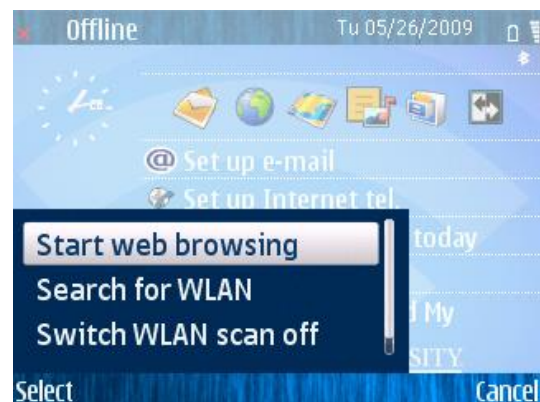 Offline Tu 05/26/2009
@ Set up e-mail
Set up Internet tel.
today
Start web browsing
Search for WLAN
d My
Switch WLAN scan off
SITY
Select Cancel